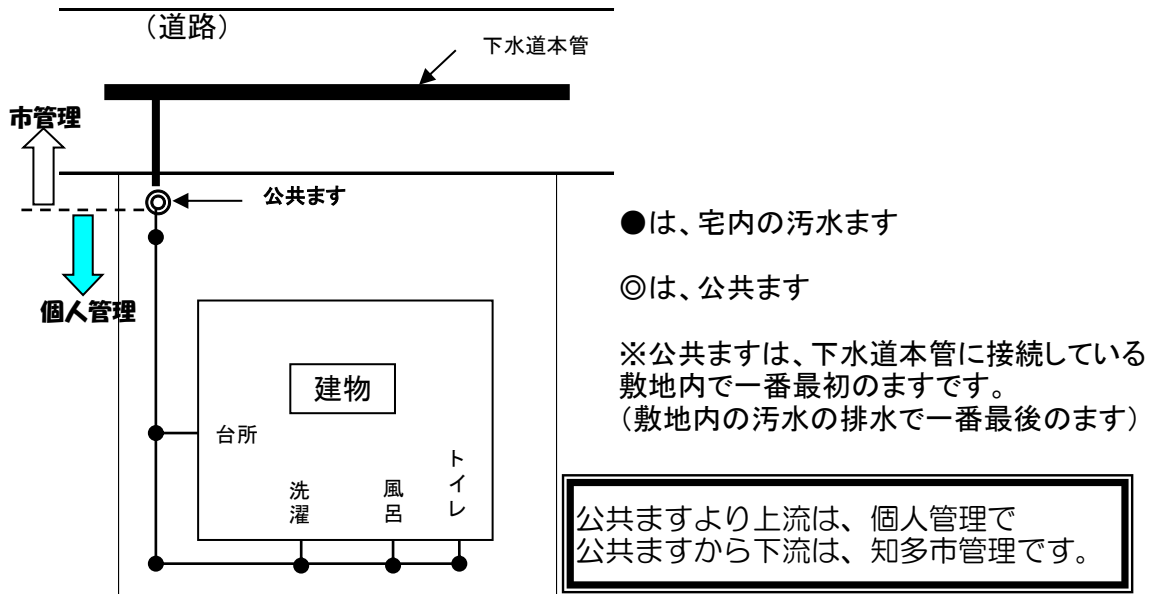 （道路）
下水道本管
市管理
公共ます
個人管理
●は、宅内の汚水ます
◎は、公共ます
※公共ますは、下水道本管に接続している
敷地内で一番最初のますです。
（敷地内の汚水の排水で一番最後のます）
建物
台所
洗濯
風呂
トイレ
公共ますより上流は、個人管理で
公共ますから下流は、知多市管理です。